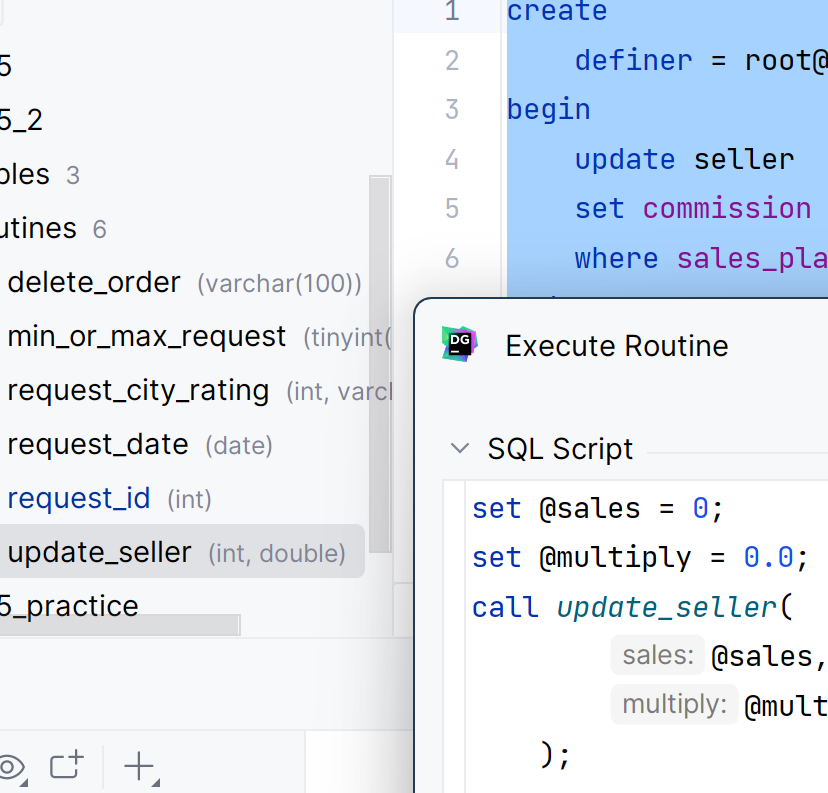 5
5_2
bles 3
utines 6
delete_order (varchar(100))
min_or_max_request (tinyint(
request_city_rating (int, varcl
request_date (date)
request_id (int)
update_seller (int, double)
5_practice
1 create
2 definer = root@
3 begin
4 update seller
5 set commission
6 where sales_pla
DG
Execute Routine
SQL Script
set @sales = 0;
set @multiply = 0.0;
call update_seller(
sales: @sales,
multiply: @mult
);